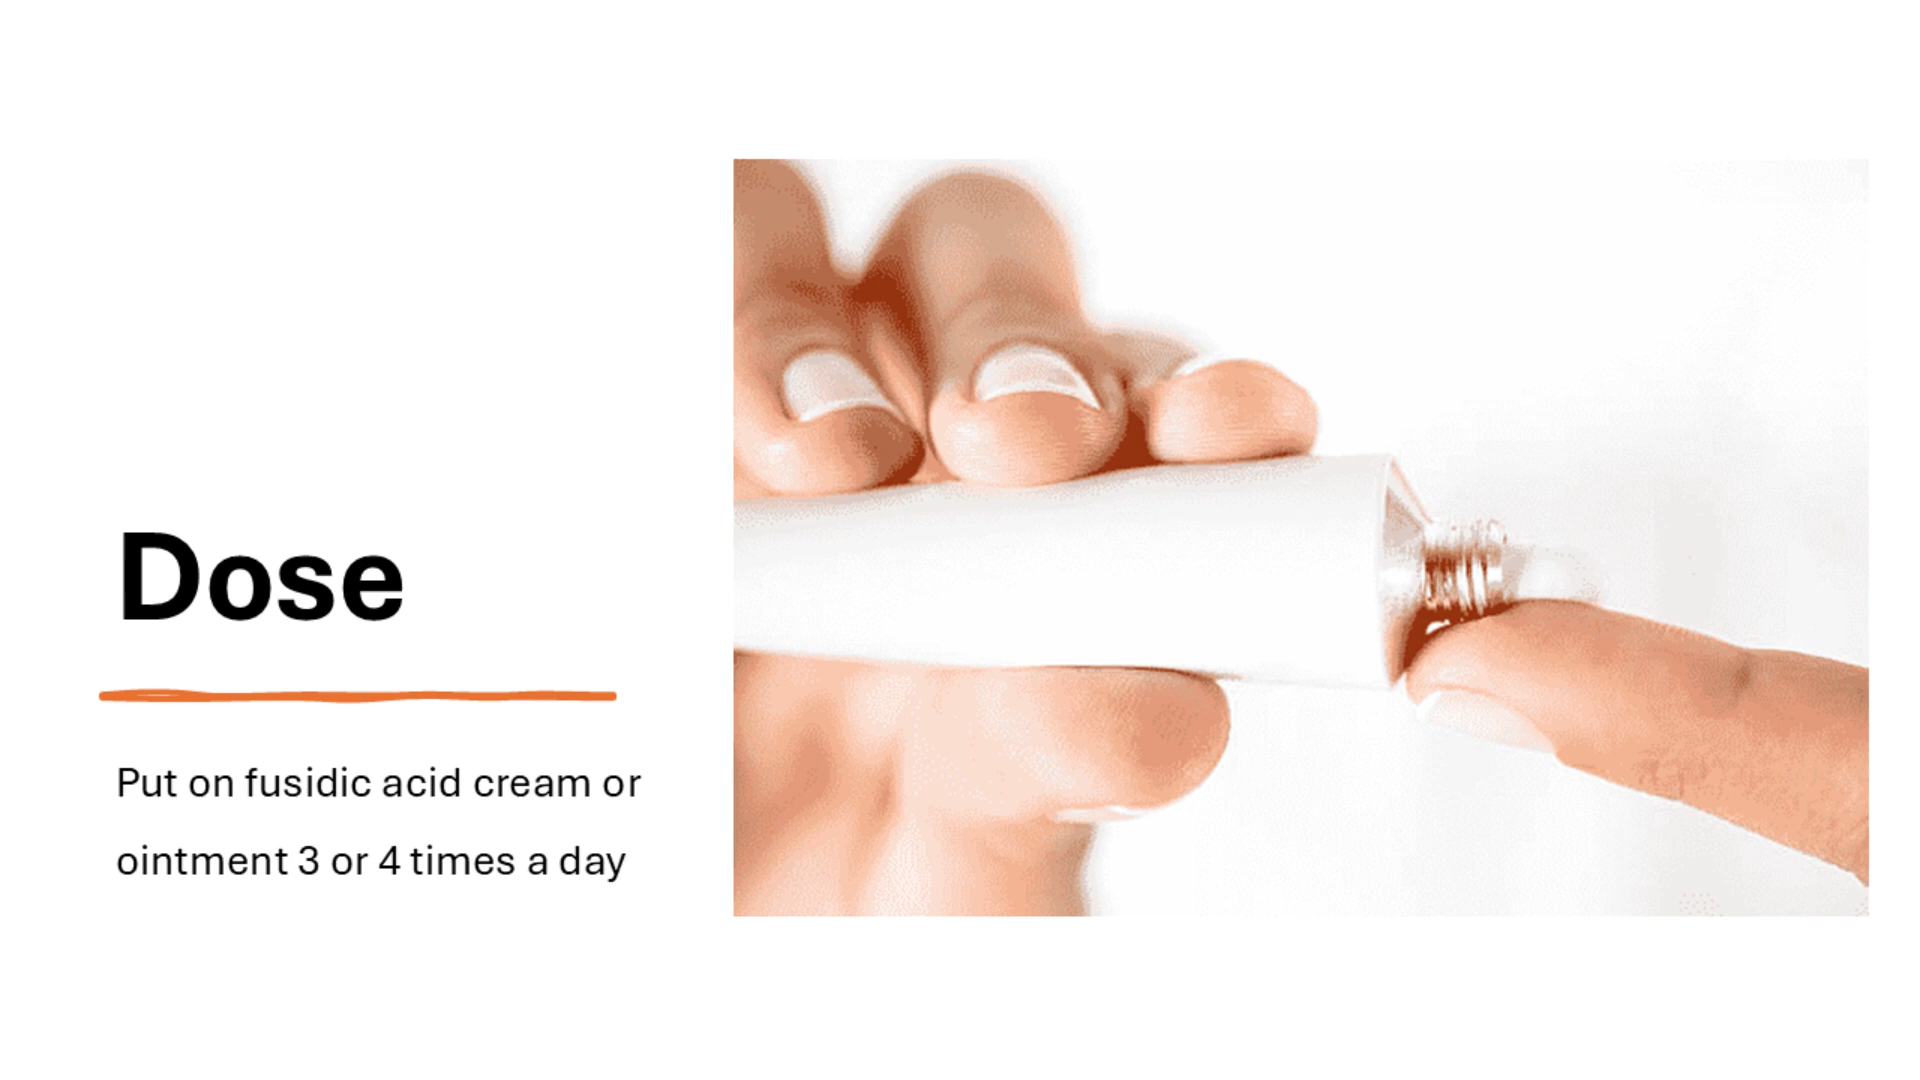 Dose
Put on fusidic acid cream or
ointment 3 or 4 times a day